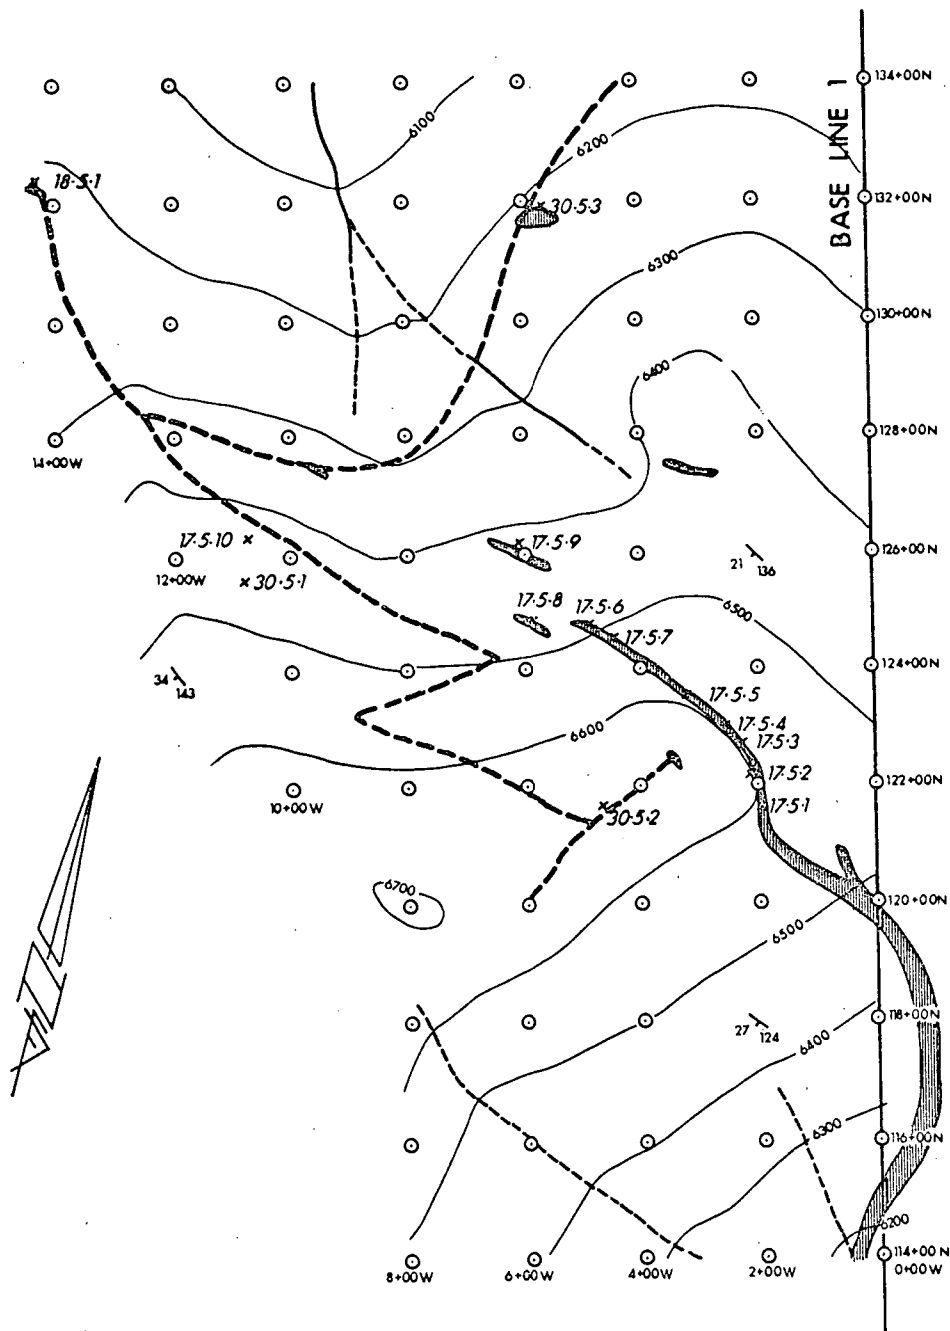 134+00N
BASE LINE 1
6100
6200
18·5·1
132+00N
30·5·3
6300
130+00N
6400
128+00N
14+00W
17.5.10
17.5.9
126+00N
21
136
12+00W
30·5·1
17·5·8
17·5·6
6500
17.5.7
124+00N
34
143
17·5·5
17.5.4
6600
17.5.3
17.5.2
122+00N
10+00W
17.5.1
30·5·2
6700
120+00N
6500
118+00N
27
124
6400
6300
116+00N
6200
114+00N
8+00W
6+00W
4+00W
2+00W
0+00W